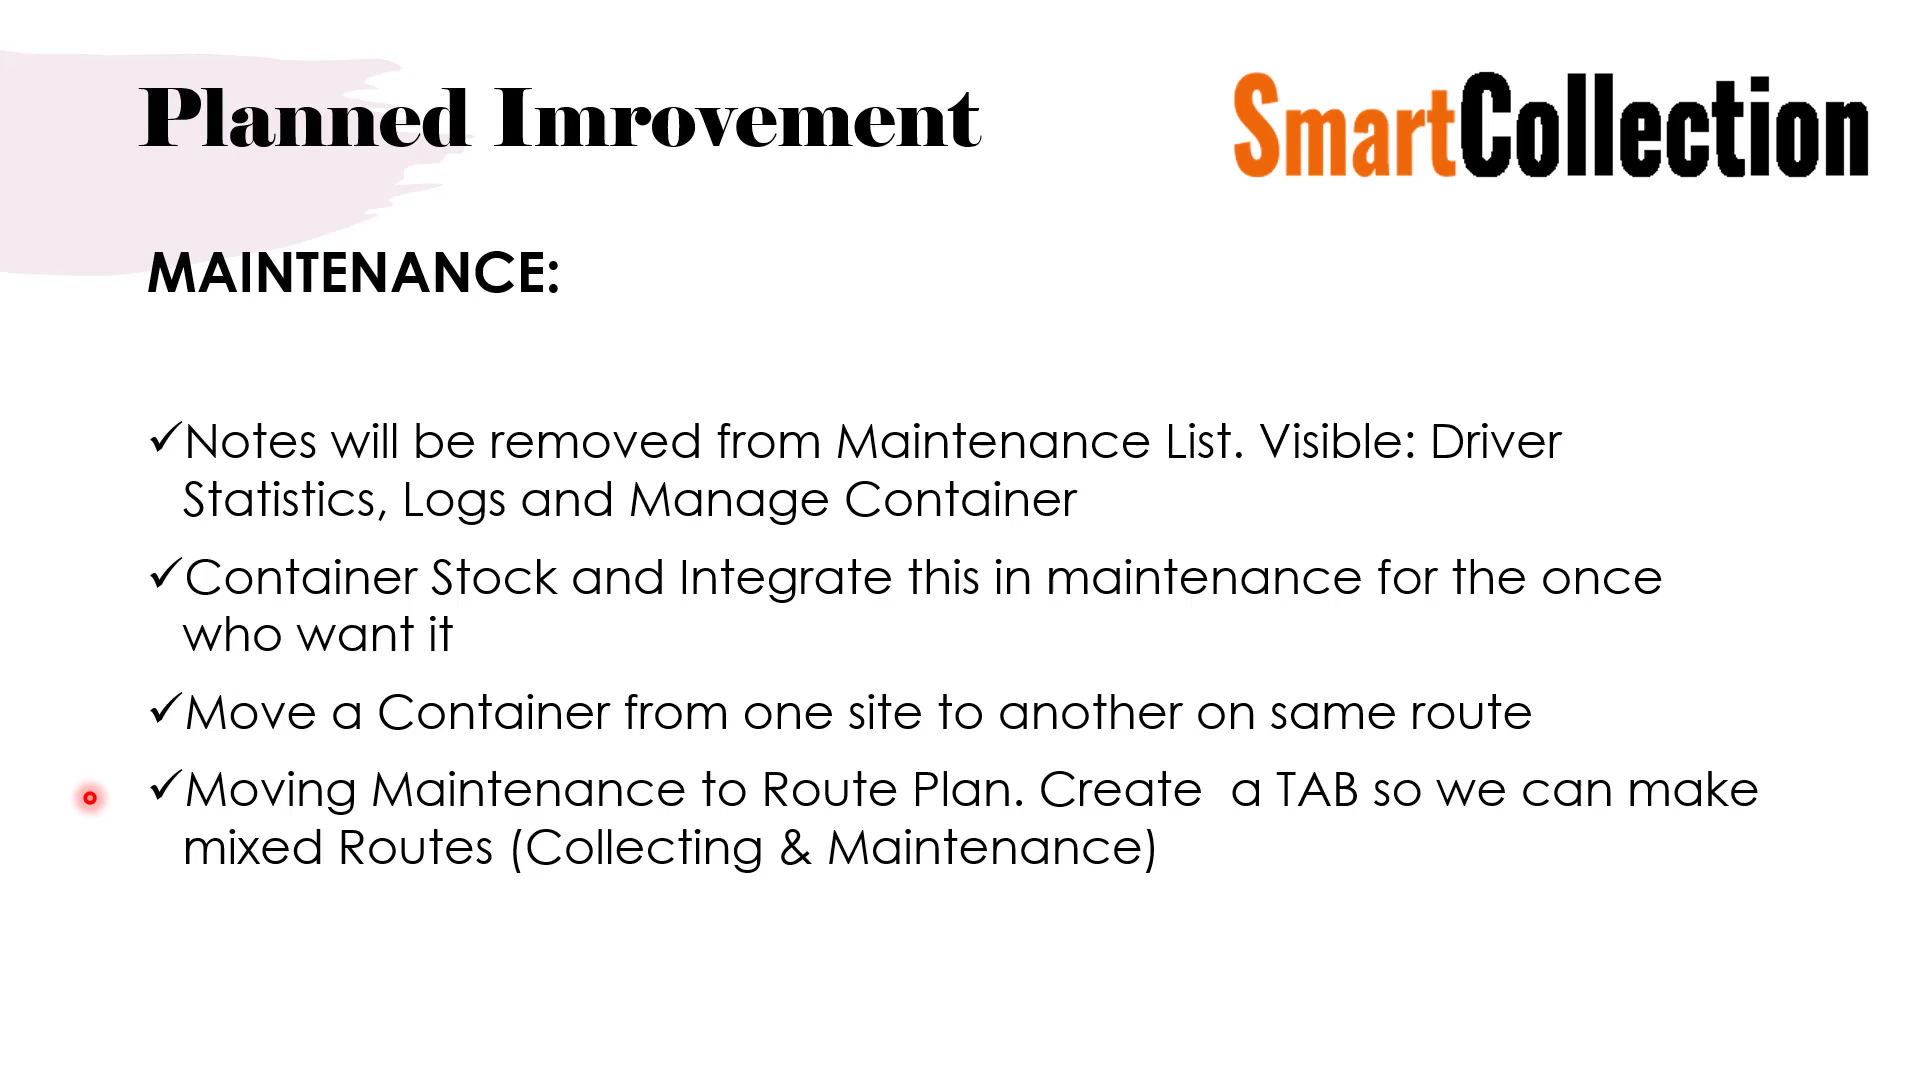 Planned Imrovement
SmartCollection
MAINTENANCE:
✓Notes will be removed from Maintenance List. Visible: Driver
Statistics, Logs and Manage Container
✓Container Stock and Integrate this in maintenance for the once
who want it
✓Move a Container from one site to another on same route
✓Moving Maintenance to Route Plan. Create  a TAB so we can make
mixed Routes (Collecting & Maintenance)